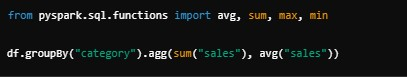 from pyspark.sql.functions import avg, sum, max, min
df.groupBy("category").agg(sum("sales"), avg("sales"))